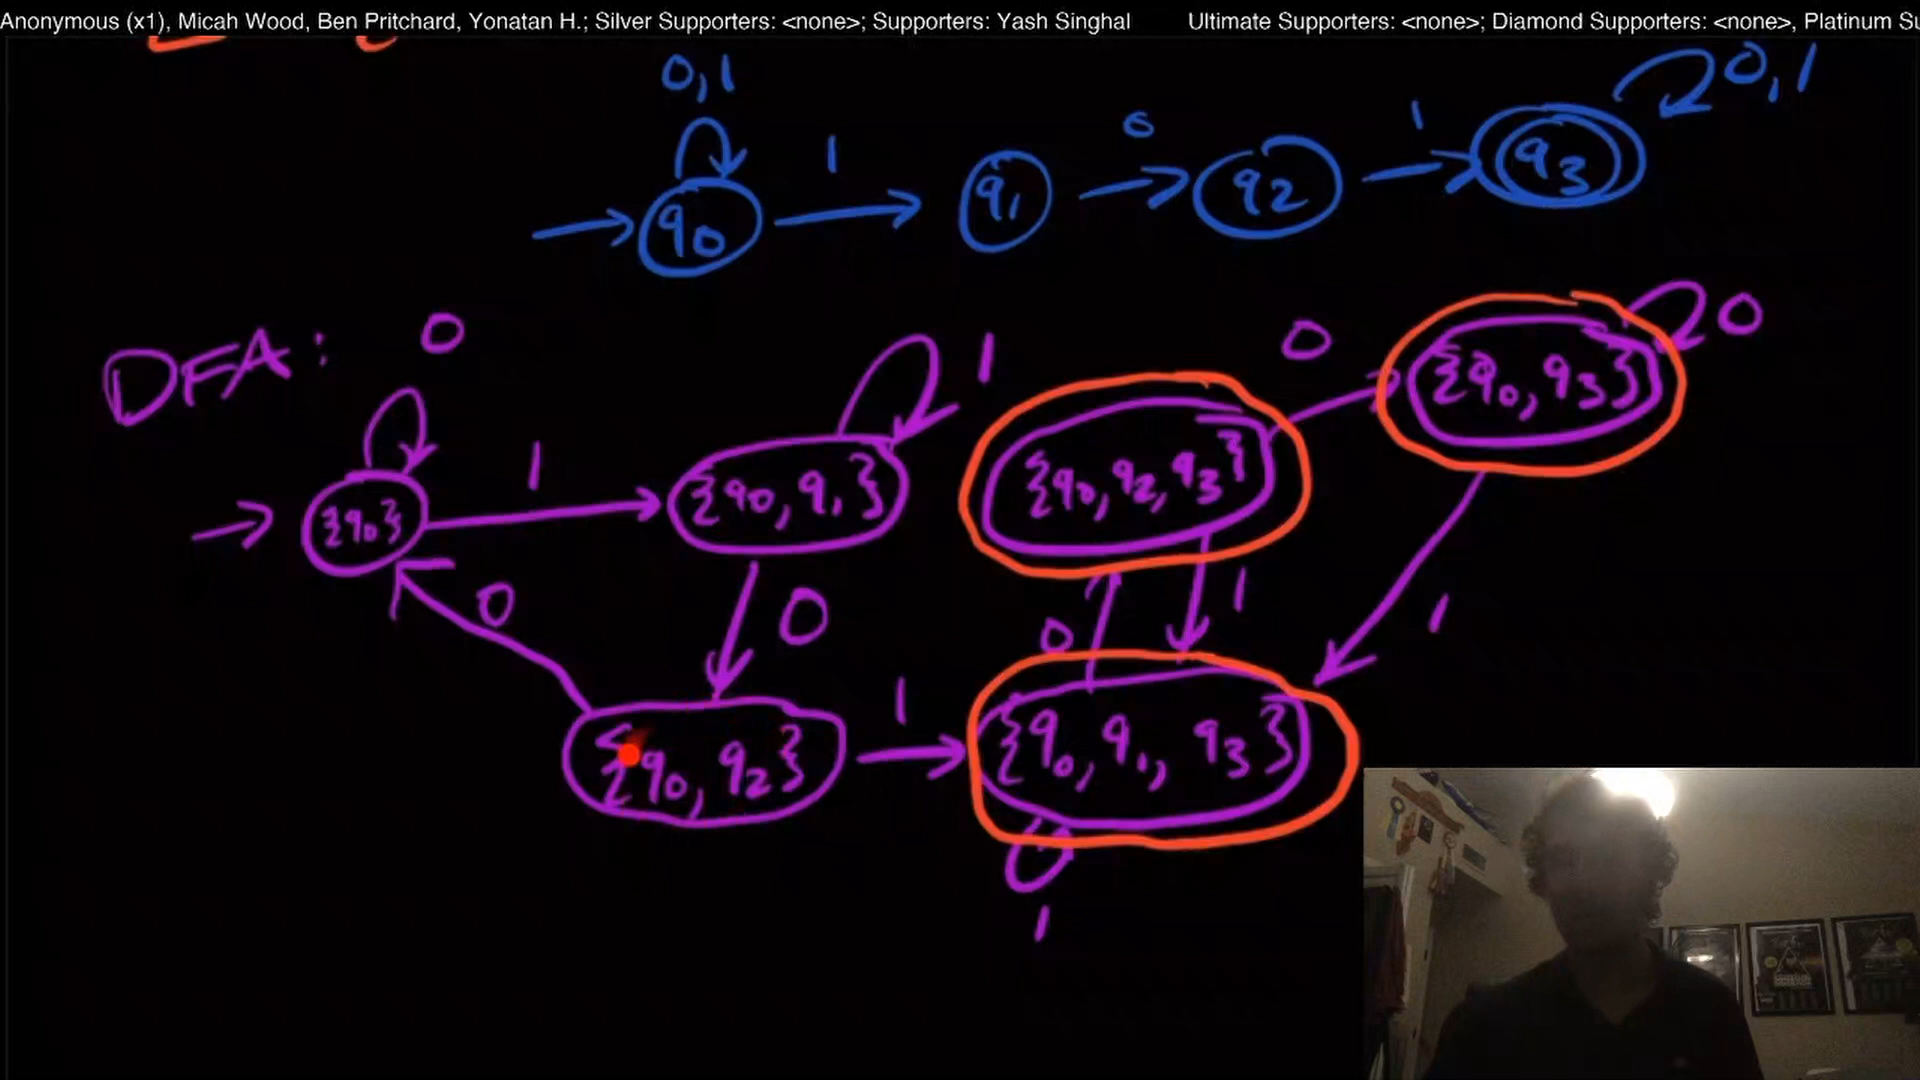 Anonymous (x1), Micah Wood, Ben Pritchard, Yonatan H.; Silver Supporters: <none>; Supporters: Yash Singhal Ultimate Supporters: <none>; Diamond Supporters: <none>, Platinum Su
0,1
1
0
1
0,1
q0
q1
q2
q3
DFA:
0
1
0
0
{q0}
1
{q0, q1}
{q0, q2, q3}
{q0, q3}
0
0
0
1
1
{q0, q2}
1
{q0, q1, q3}
1